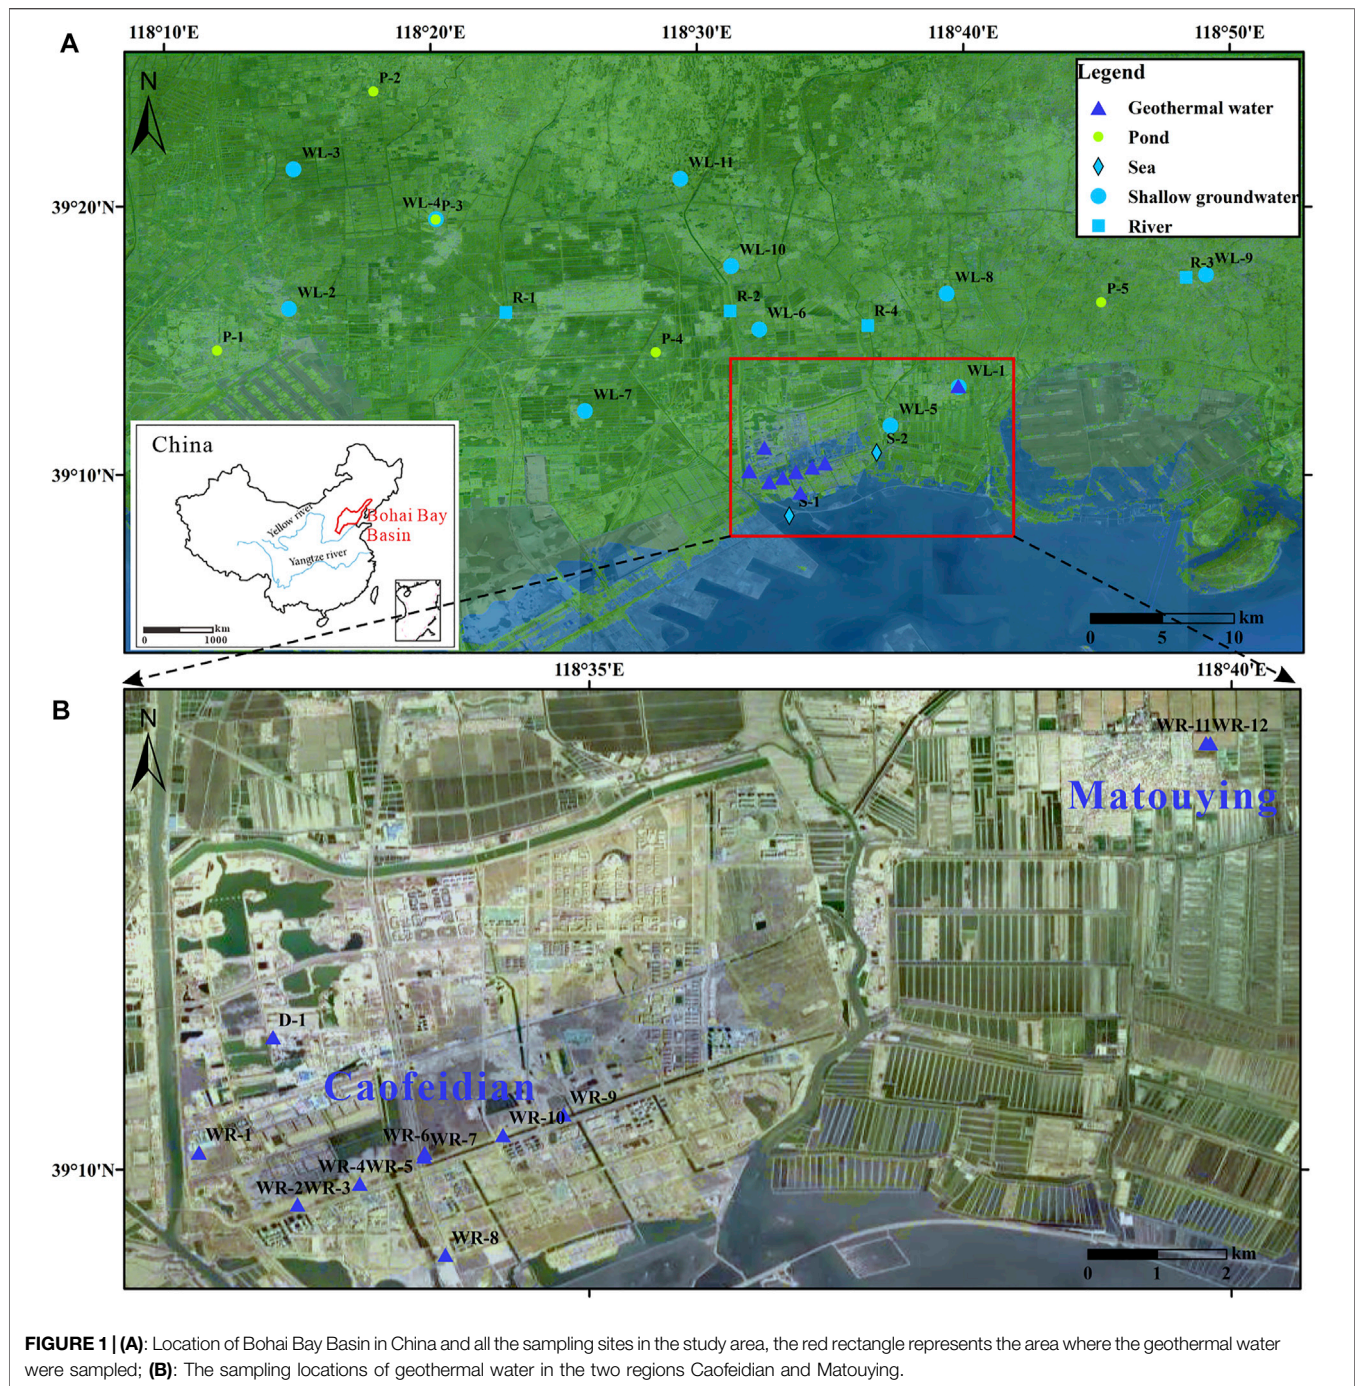 A
118°10'E 118°20'E 118°30'E 118°40'E 118°50'E
N
P-2
Legend
Geothermal water
Pond
Sea
Shallow groundwater
River
WL-3
WL-11
39°20'N
WL-4 P-3
WL-10
R-3 WL-9
WL-8
P-5
WL-2
R-1
R-2
WL-6
R-4
P-1
P-4
WL-1
WL-7
WL-5
S-2
39°10'N
S-1
China
Yellow river
Bohai Bay
Basin
Yangtze river
km
0 1000
km
0 5 10
118°35'E 118°40'E
B
N
WR-11WR-12
Matouying
D-1
Caofeidian
WR-9
WR-10
WR-1
WR-6
WR-7
WR-4WR-5
39°10'N
WR-2WR-3
WR-8
km
0 1 2
FIGURE 1 | (A): Location of Bohai Bay Basin in China and all the sampling sites in the study area, the red rectangle represents the area where the geothermal water
were sampled; (B): The sampling locations of geothermal water in the two regions Caofeidian and Matouying.